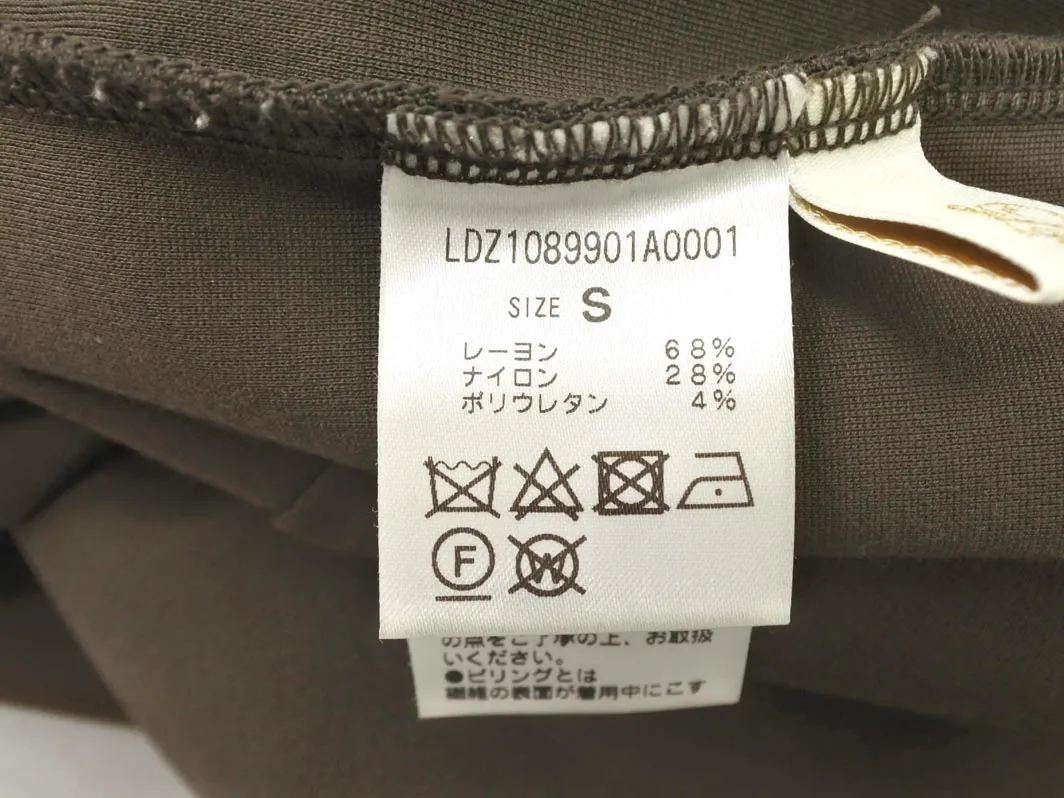 LDZ1089901A0001
SIZE S
レーヨン 68%
ナイロン 28%
ポリウレタン 4%
F
W
の点をご了承の上、お取扱
いください。
●ピリングとは
繊維の表面が着用中にこす